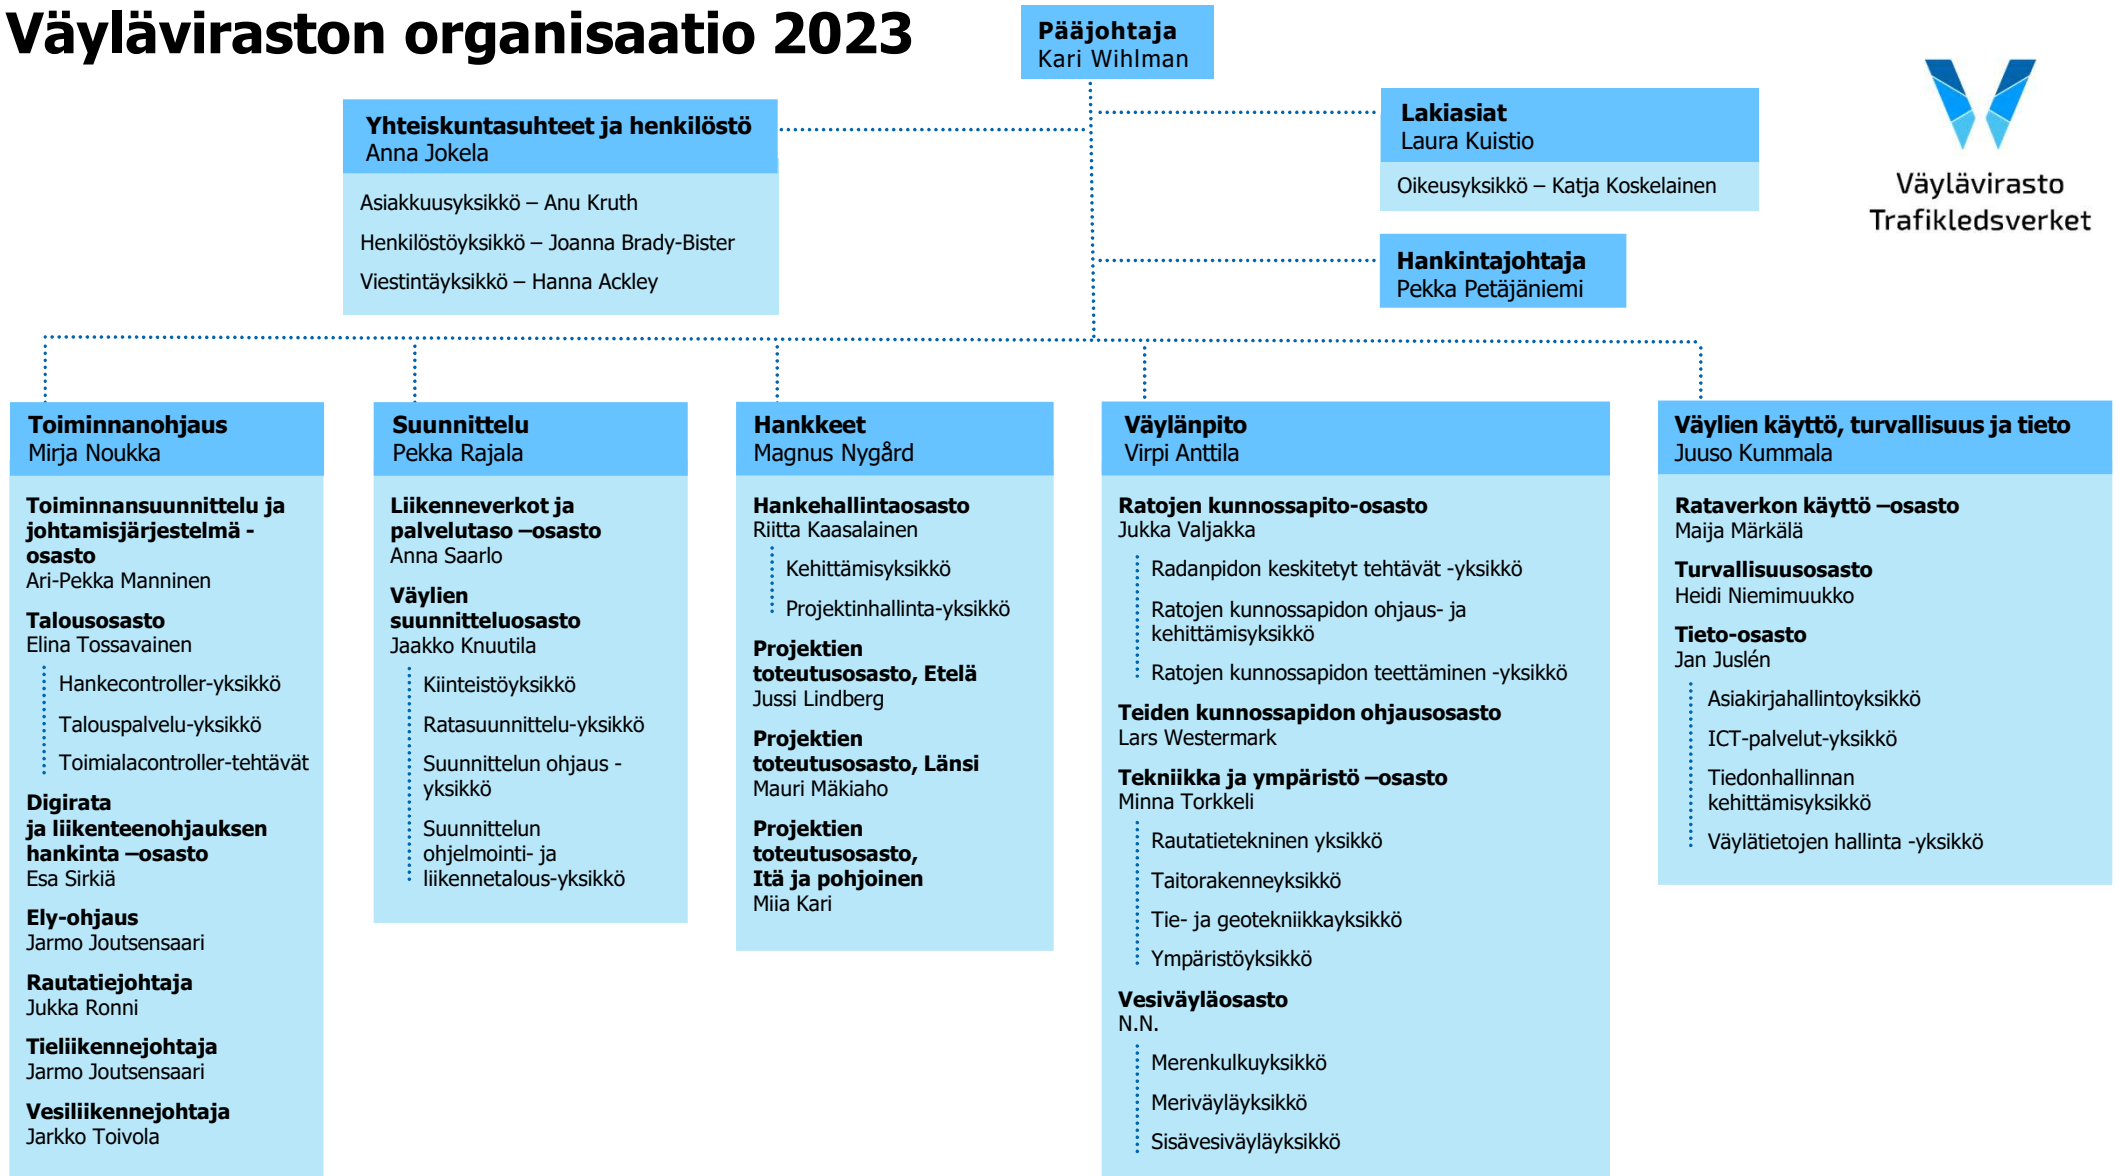 Väyläviraston organisaatio 2023
Pääjohtaja
Kari Wihlman
Yhteiskuntasuhteet ja henkilöstö
Anna Jokela
Asiakkuusyksikkö – Anu Kruth
Henkilöstöyksikkö – Joanna Brady-Bister
Viestintäyksikkö – Hanna Ackley
Lakiasiat
Laura Kuistio
Oikeusyksikkö – Katja Koskelainen
Hankintajohtaja
Pekka Petäjäniemi
Väylävirasto
Trafikledsverket
Toiminnanohjaus
Mirja Noukka
Toiminnansuunnittelu ja
johtamisjärjestelmä -
osasto
Ari-Pekka Manninen
Talousosasto
Elina Tossavainen
Hankecontroller-yksikkö
Talouspalvelu-yksikkö
Toimialacontroller-tehtävät
Digirata
ja liikenteenohjauksen
hankinta –osasto
Esa Sirkiä
Ely-ohjaus
Jarmo Joutsensaari
Rautatiejohtaja
Jukka Ronni
Tieliikennejohtaja
Jarmo Joutsensaari
Vesiliikennejohtaja
Jarkko Toivola
Suunnittelu
Pekka Rajala
Liikenneverkot ja
palvelutaso –osasto
Anna Saarlo
Väylien
suunnitteluosasto
Jaakko Knuutila
Kiinteistöyksikkö
Ratasuunnittelu-yksikkö
Suunnittelun ohjaus -
yksikkö
Suunnittelun
ohjelmointi- ja
liikennetalous-yksikkö
Hankkeet
Magnus Nygård
Hankehallintaosasto
Riitta Kaasalainen
Kehittämisyksikkö
Projektinhallinta-yksikkö
Projektien
toteutusosasto, Etelä
Jussi Lindberg
Projektien
toteutusosasto, Länsi
Mauri Mäkiaho
Projektien
toteutusosasto,
Itä ja pohjoinen
Miia Kari
Väylänpito
Virpi Anttila
Ratojen kunnossapito-osasto
Jukka Valjakka
Radanpidon keskitetyt tehtävät -yksikkö
Ratojen kunnossapidon ohjaus- ja
kehittämisyksikkö
Ratojen kunnossapidon teettäminen -yksikkö
Teiden kunnossapidon ohjausosasto
Lars Westermark
Tekniikka ja ympäristö –osasto
Minna Torkkeli
Rautatietekninen yksikkö
Taitorakenneyksikkö
Tie- ja geotekniikkayksikkö
Ympäristöyksikkö
Vesiväyläosasto
N.N.
Merenkulkuyksikkö
Meriväyläyksikkö
Sisävesiväyläyksikkö
Väylien käyttö, turvallisuus ja tieto
Juuso Kummala
Rataverkon käyttö –osasto
Maija Märkälä
Turvallisuusosasto
Heidi Niemimuukko
Tieto-osasto
Jan Juslén
Asiakirjahallintoyksikkö
ICT-palvelut-yksikkö
Tiedonhallinnan
kehittämisyksikkö
Väylätietojen hallinta -yksikkö